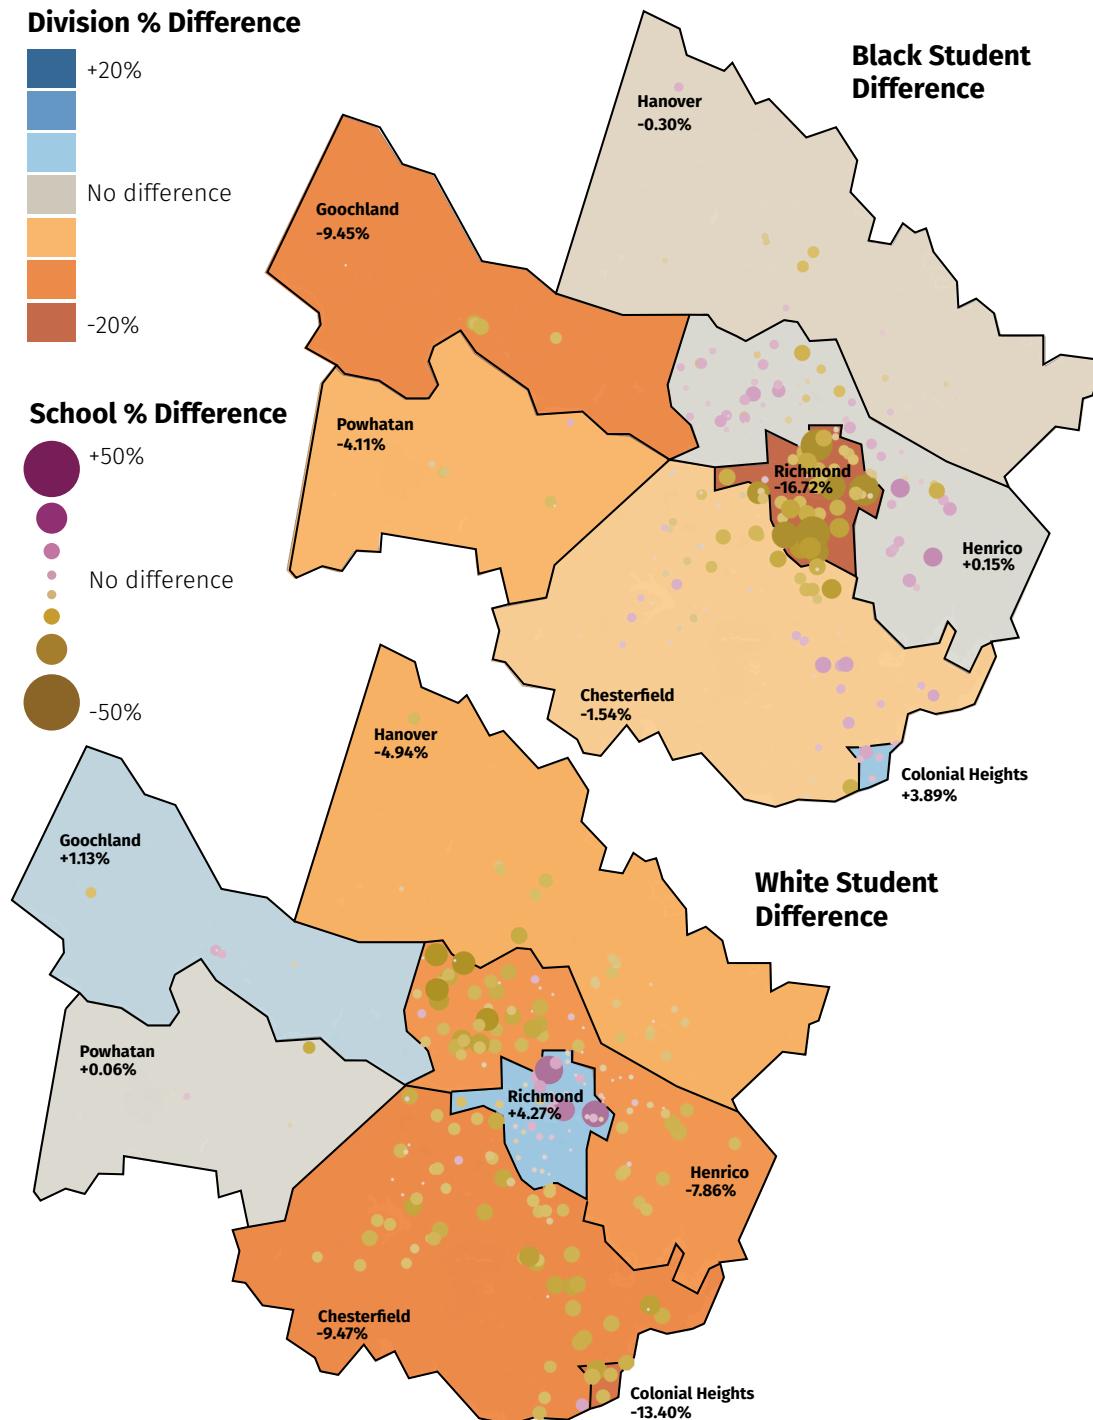 Division % Difference
+20%
No difference
-20%
School % Difference
+50%
No difference
-50%
Black Student
Difference
Hanover
-0.30%
Goochland
-9.45%
Powhatan
-4.11%
Richmond
-16.72%
Henrico
+0.15%
Chesterfield
-1.54%
Colonial Heights
+3.89%
White Student
Difference
Hanover
-4.94%
Goochland
+1.13%
Powhatan
+0.06%
Richmond
+4.27%
Henrico
-7.86%
Chesterfield
-9.47%
Colonial Heights
-13.40%